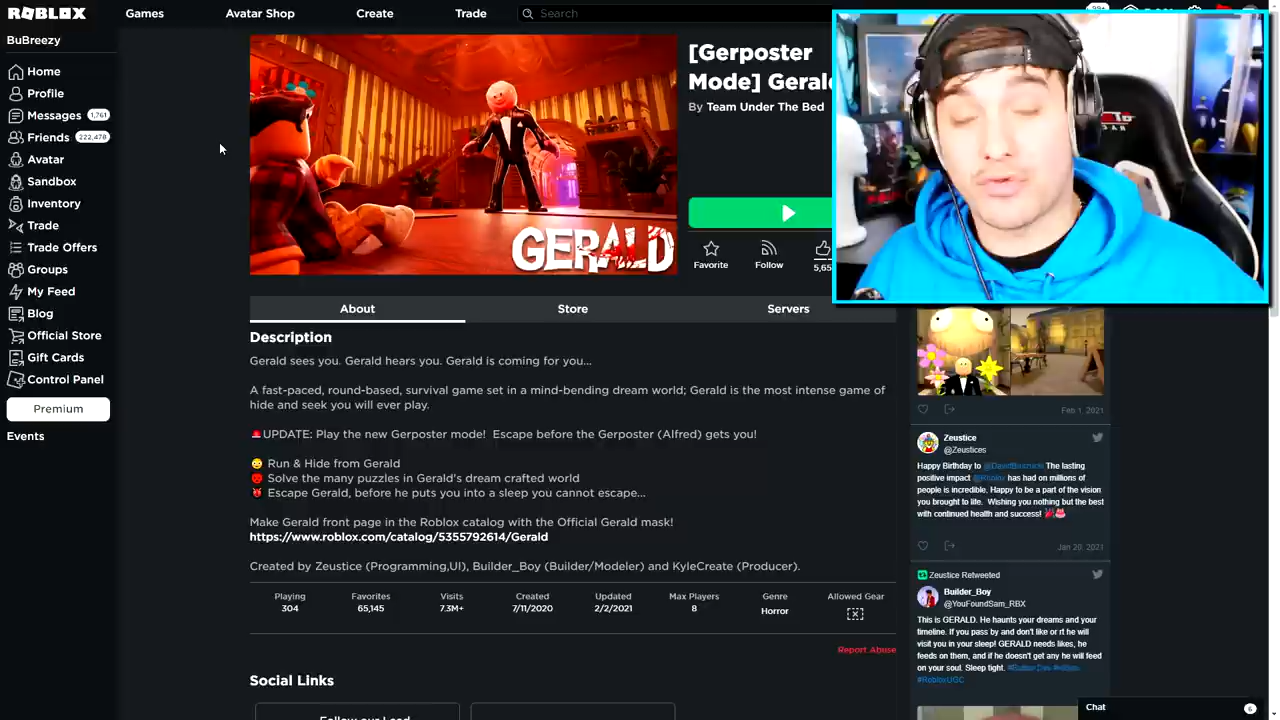 ROBLOX
Games
Avatar Shop
Create
Trade
Search
99+
BuBreezy
Home
Profile
Messages 1,761
Friends 222,470
Avatar
Sandbox
Inventory
Trade
Trade Offers
Groups
My Feed
Blog
Official Store
Gift Cards
Control Panel
Premium
Events
GERALD
[Gerposter
Mode] Gerald
By Team Under The Bed
Favorite
Follow
5,65
About
Store
Servers
Description
Gerald sees you. Gerald hears you. Gerald is coming for you...
A fast-paced, round-based, survival game set in a mind-bending dream world; Gerald is the most intense game of
hide and seek you will ever play.
🚨UPDATE: Play the new Gerposter mode! Escape before the Gerposter (Alfred) gets you!
😳 Run & Hide from Gerald
Solve the many puzzles in Gerald's dream crafted world
Escape Gerald, before he puts you into a sleep you cannot escape...
Make Gerald front page in the Roblox catalog with the Official Gerald mask!
https://www.roblox.com/catalog/5355792614/Gerald
Created by Zeustice (Programming,UI), Builder_Boy (Builder/Modeler) and KyleCreate (Producer).
Playing
304
Favorites
65,145
Visits
7.3M+
Created
7/11/2020
Updated
2/2/2021
Max Players
8
Genre
Horror
Allowed Gear
Report Abuse
Social Links
Feb 1, 2021
Zeustice
@Zeustices
Happy Birthday to @DavidBaszucki The lasting
positive impact @Roblox has had on millions of
people is incredible. Happy to be a part of the vision
you brought to life. Wishing you nothing but the best
with continued health and success!
Jan 20, 2021
Zeustice Retweeted
Builder_Boy
@YouFoundSam_RBX
This is GERALD. He haunts your dreams and your
timeline. If you pass by and don't like or rt he will
visit you in your sleep! GERALD needs likes, he
feeds on them, and if he doesn't get any he will feed
on your soul. Sleep tight.
#RobloxUGC
Chat
6